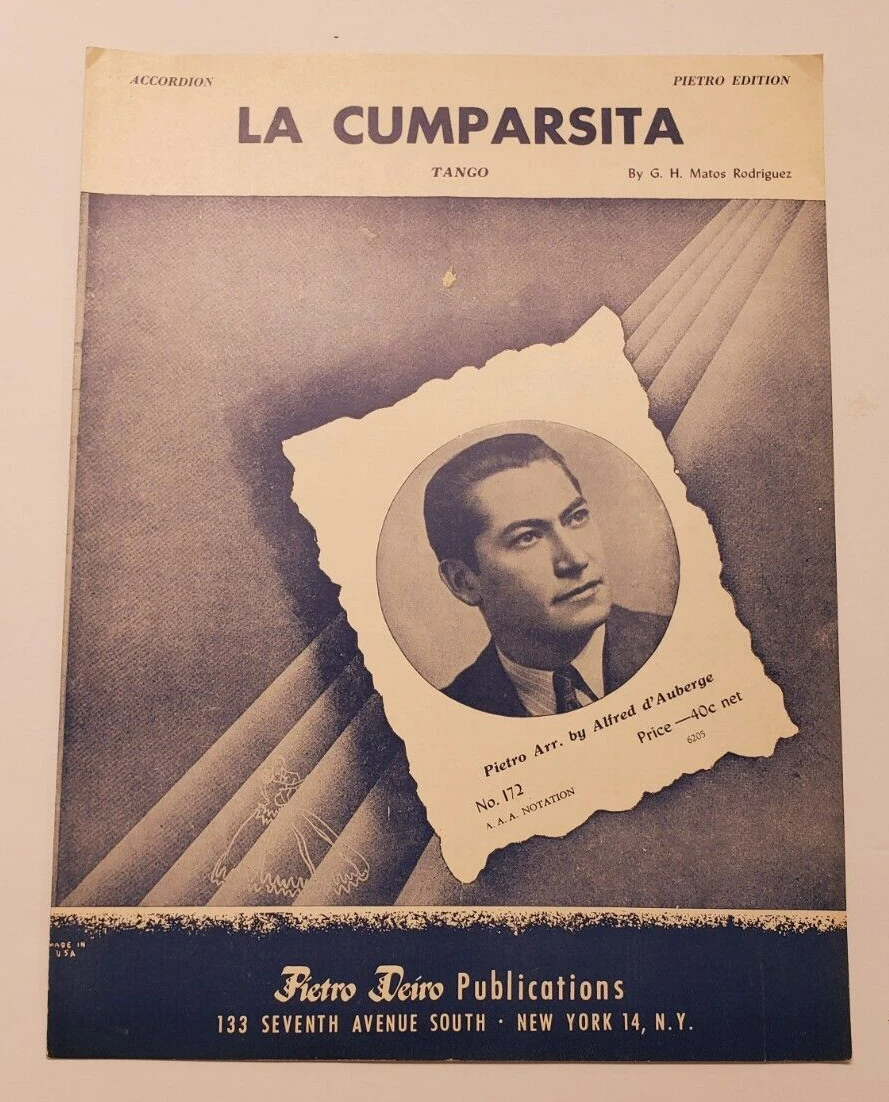 ACCORDION
PIETRO EDITION
LA CUMPARSITA
TANGO
By G. H. Matos Rodriguez
Pietro Arr. by Alfred d'Auberge
Price—40c net
6205
No. 172
A. A. A. NOTATION
MADE IN
USA
Pietro Deiro Publications
133 SEVENTH AVENUE SOUTH · NEW YORK 14, N.Y.